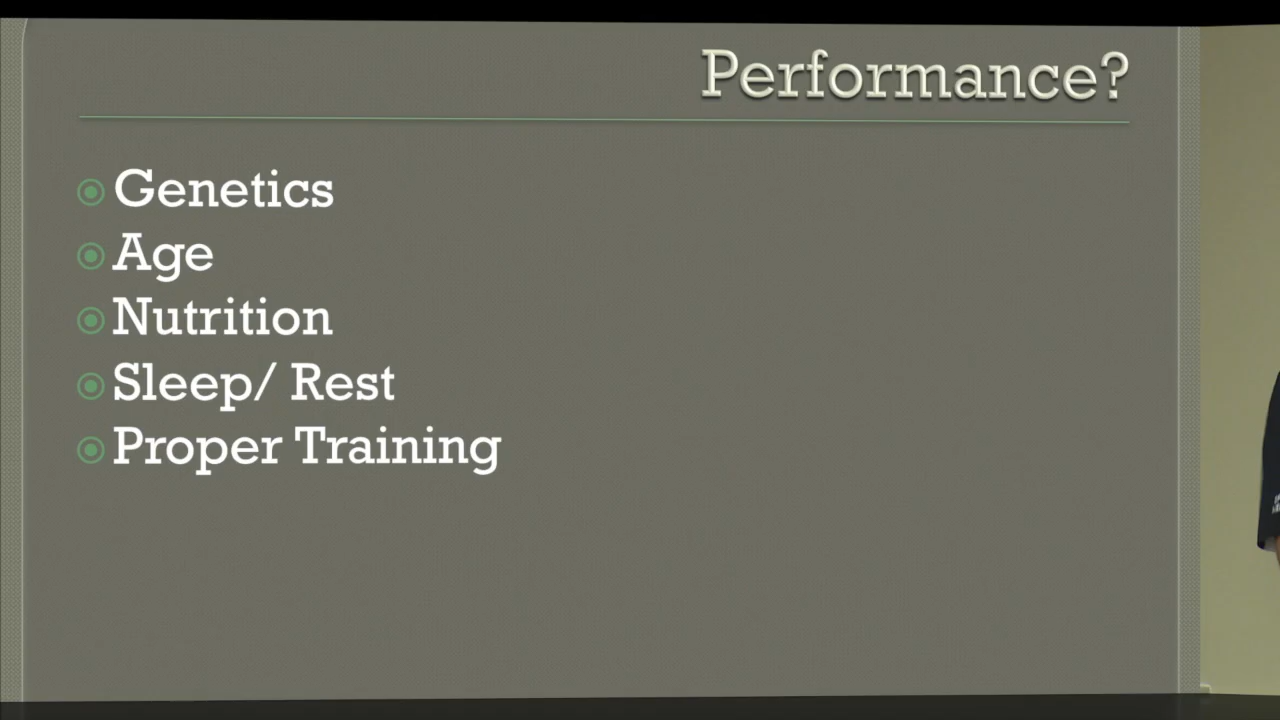 Performance?
Genetics
Age
Nutrition
Sleep/ Rest
Proper Training